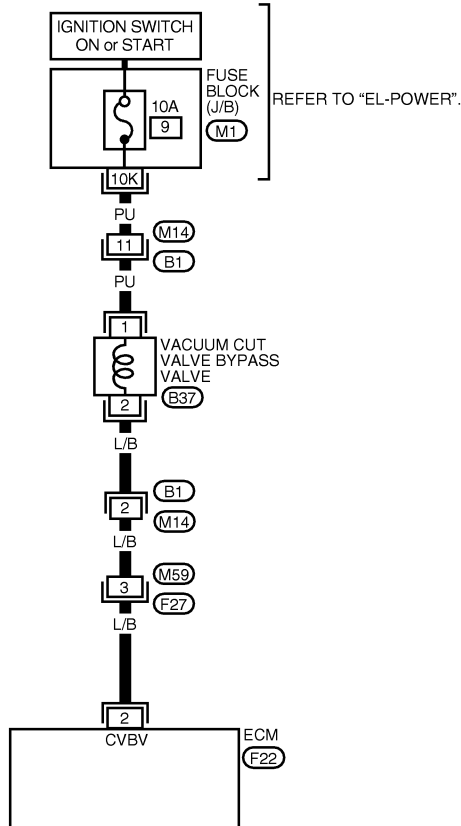 IGNITION SWITCH
ON or START
FUSE
BLOCK
(J/B)
M1
10A
9
REFER TO "EL-POWER".
10K
PU
11
M14
B1
PU
1
VACUUM CUT
VALVE BYPASS
VALVE
B37
2
L/B
B1
2
M14
L/B
M59
3
F27
L/B
2
CVBV
ECM
F22